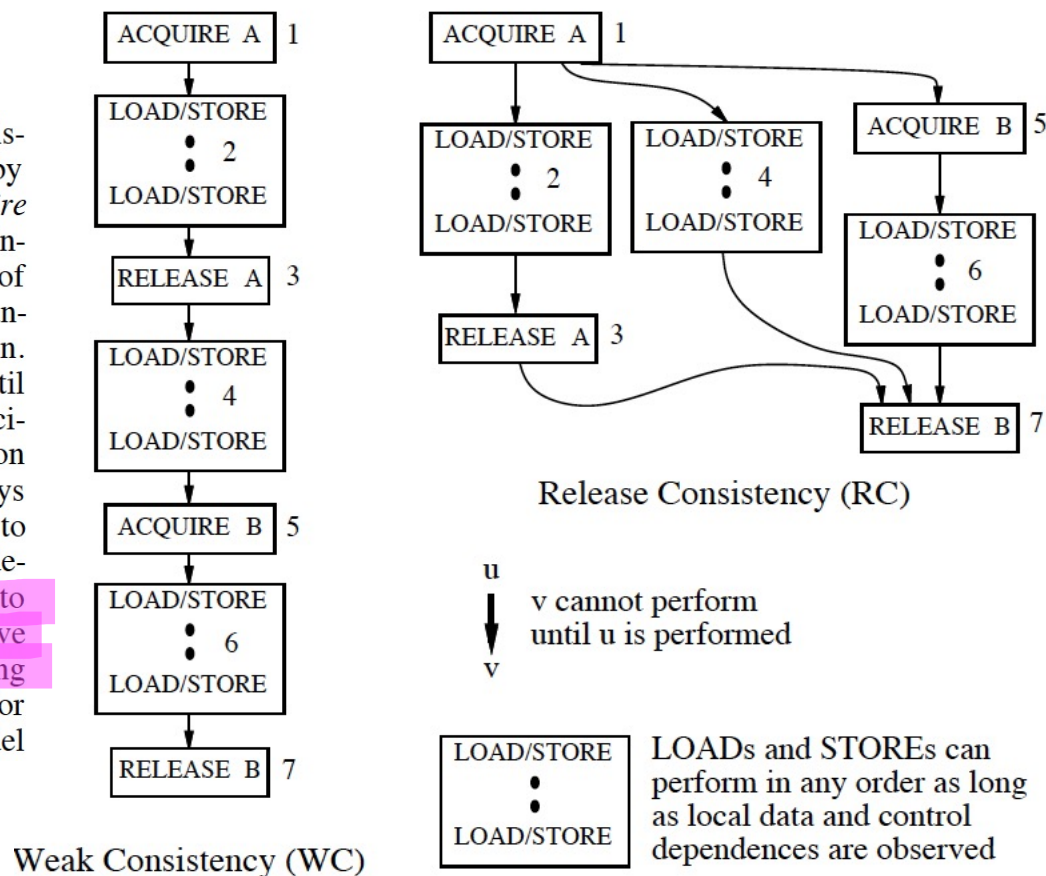 ACQUIRE A 1
LOAD/STORE
2
LOAD/STORE
RELEASE A 3
LOAD/STORE
4
LOAD/STORE
ACQUIRE B 5
LOAD/STORE
6
LOAD/STORE
RELEASE B 7
Weak Consistency (WC)
ACQUIRE A 1
LOAD/STORE
2
LOAD/STORE
RELEASE A 3
LOAD/STORE
4
LOAD/STORE
ACQUIRE B 5
LOAD/STORE
6
LOAD/STORE
RELEASE B 7
Release Consistency (RC)
u
v cannot perform
until u is performed
v
LOAD/STORE
LOAD/STORE
LOADs and STOREs can
perform in any order as long
as local data and control
dependences are observed
by
of
to
to